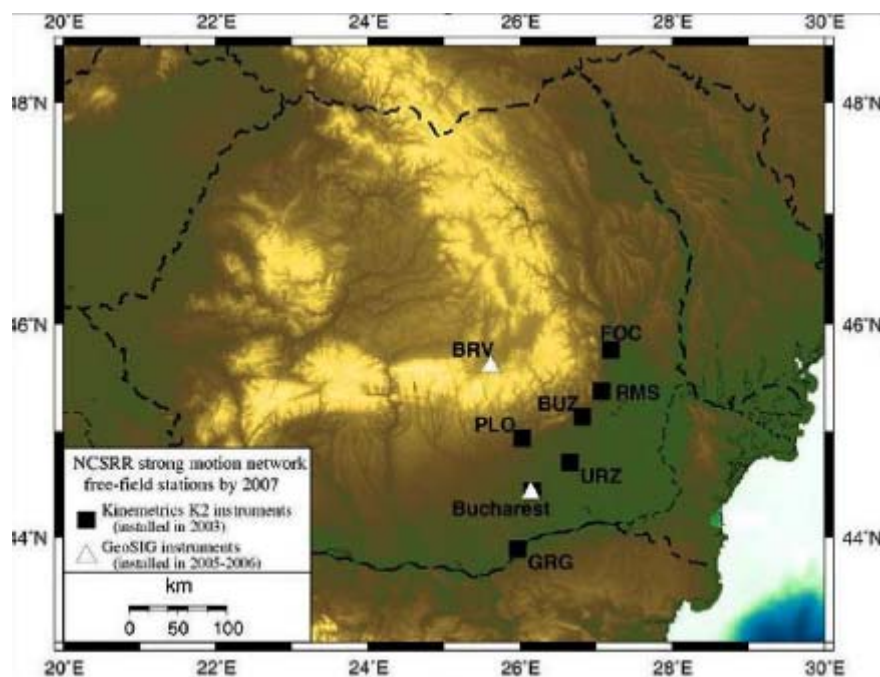 20°E 22°E 24°E 26°E 28°E 30°E
48°N 48°N
46°N 46°N
FOC
BRV
RMS
BUZ
PLO
URZ
Bucharest
44°N 44°N
GRG
NCSRR strong motion network
free-field stations by 2007
Kinemetrics K2 instruments
(installed in 2003)
GeoSIG instruments
(installed in 2005-2006)
km
0 50 100
20°E 22°E 24°E 26°E 28°E 30°E